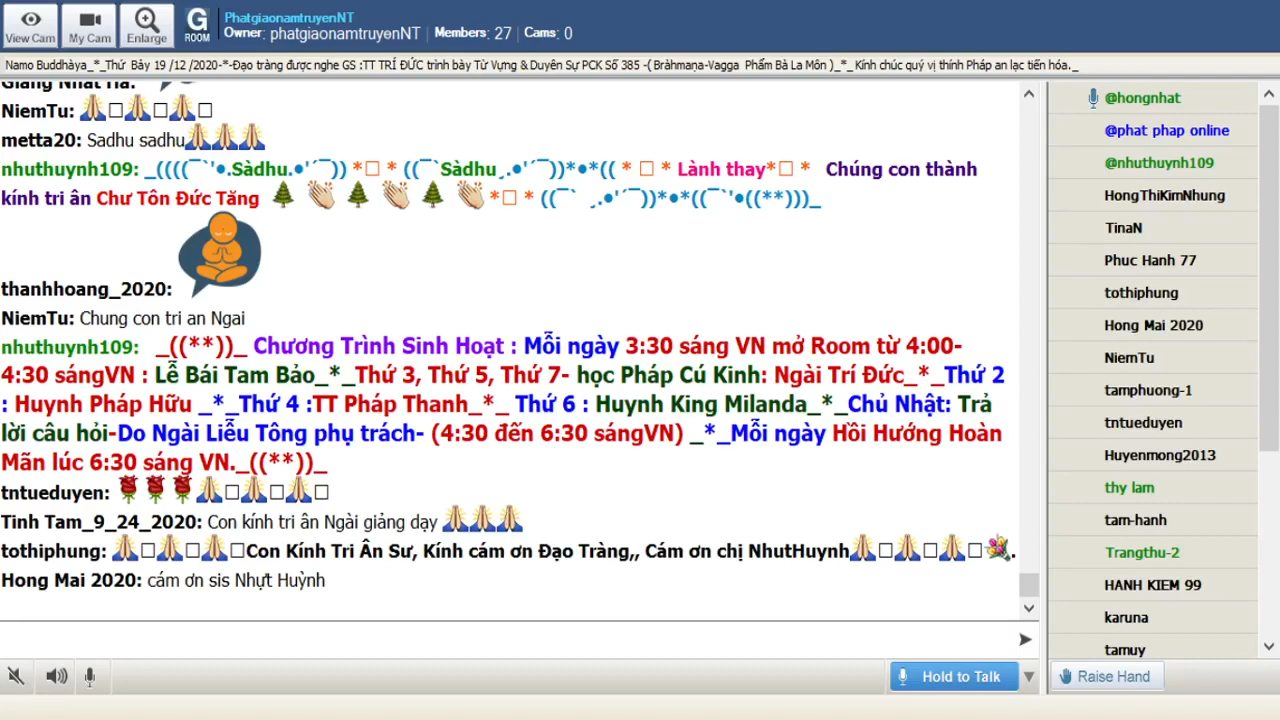 View Cam
My Cam
Enlarge
G
ROOM
PhatgiaonamtruyenNT
Owner: phatgiaonamtruyenNT | Members: 27 | Cams: 0
Namo Buddhàya_*_Thứ Bảy 19 /12 /2020-*-Đạo tràng được nghe GS :TT TRÍ ĐỨC trình bày Từ Vựng & Duyên Sự PCK Số 385 -( Bràhmaṇa-Vagga Phẩm Bà La Môn )_*_Kính chúc quý vị thính Pháp an lạc tiến hóa._
Giang Nhat Ha:
NiemTu: 🙏🏻🙏🏻🙏🏻
metta20: Sadhu sadhu🙏🙏🙏
nhuthuynh109: _((((¯`'•.Sàdhu.•'´¯)) *□ * ((¯`Sàdhu¸.•'´¯))*•*(( * □ * Lành thay*□ * Chúng con thành
kính tri ân Chư Tôn Đức Tăng 🌲 👏 🌲 👏 🌲 👏 *□ * ((¯` ¸.•'´¯))*•*((¯`'•((**)))_
thanhhoang_2020:
NiemTu: Chung con tri an Ngai
nhuthuynh109: _((**))_ Chương Trình Sinh Hoạt : Mỗi ngày 3:30 sáng VN mở Room từ 4:00-
4:30 sángVN : Lễ Bái Tam Bảo_*_Thứ 3, Thứ 5, Thứ 7- học Pháp Cú Kinh: Ngài Trí Đức_*_Thứ 2
: Huynh Pháp Hữu _*_Thứ 4 :TT Pháp Thanh_*_ Thứ 6 : Huynh King Milanda_*_Chủ Nhật: Trả
lời câu hỏi-Do Ngài Liễu Tông phụ trách- (4:30 đến 6:30 sángVN) _*_Mỗi ngày Hồi Hướng Hoàn
Mãn lúc 6:30 sáng VN._((**))_
tntueduyen: 🌹🌹🌹🙏□🙏□🙏□
Tinh Tam_9_24_2020: Con kính tri ân Ngài giảng dạy 🙏🙏🙏
tothiphung: 🙏□🙏□🙏□Con Kính Tri Ân Sư, Kính cám ơn Đạo Tràng,, Cám ơn chị NhutHuynh🙏□🙏□🙏□💐.
Hong Mai 2020: cám ơn sis Nhựt Huỳnh
Hold to Talk
@hongnhat
@phat phap online
@nhuthuynh109
HongThiKimNhung
TinaN
Phuc Hanh 77
tothiphung
Hong Mai 2020
NiemTu
tamphuong-1
tntueduyen
Huyenmong2013
thy lam
tam-hanh
Trangthu-2
HANH KIEM 99
karuna
tamuy
Raise Hand